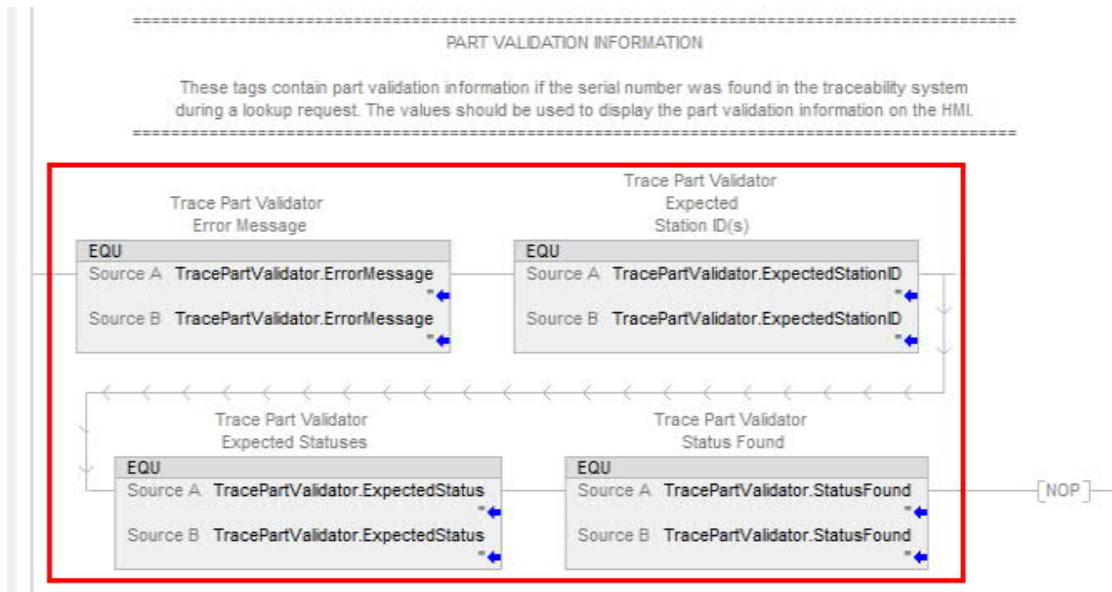 ==========================================================================================
PART VALIDATION INFORMATION
These tags contain part validation information if the serial number was found in the traceability system
during a lookup request. The values should be used to display the part validation information on the HMI.
==========================================================================================
Trace Part Validator
Error Message
EQU
Source A TracePartValidator.ErrorMessage
''
Source B TracePartValidator.ErrorMessage
''
Trace Part Validator
Expected
Station ID(s)
EQU
Source A TracePartValidator.ExpectedStationID
''
Source B TracePartValidator.ExpectedStationID
''
Trace Part Validator
Expected Statuses
EQU
Source A TracePartValidator.ExpectedStatus
''
Source B TracePartValidator.ExpectedStatus
''
Trace Part Validator
Status Found
EQU
Source A TracePartValidator.StatusFound
''
Source B TracePartValidator.StatusFound
''
[NOP]